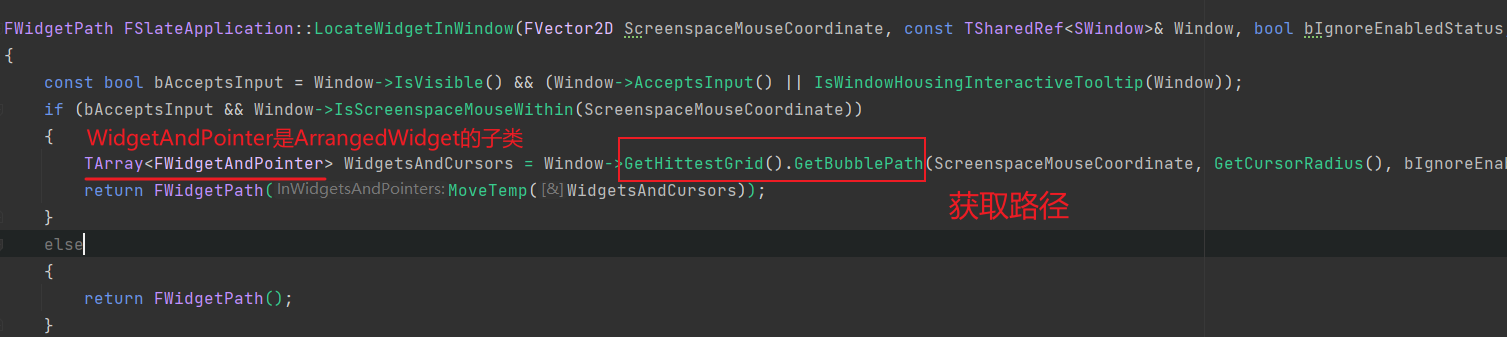 FWidgetPath FSlateApplication::LocateWidgetInWindow(FVector2D ScreenspaceMouseCoordinate, const TSharedRef<SWindow>& Window, bool bIgnoreEnabledStatus
{
const bool bAcceptsInput = Window->IsVisible() && (Window->AcceptsInput() || IsWindowHousingInteractiveTooltip(Window));
if (bAcceptsInput && Window->IsScreenspaceMouseWithin(ScreenspaceMouseCoordinate))
{
WidgetAndPointer是ArrangedWidget的子类
TArray<FWidgetAndPointer> WidgetsAndCursors = Window->GetHittestGrid().GetBubblePath(ScreenspaceMouseCoordinate, GetCursorRadius(), bIgnoreEnab
return FWidgetPath(InWidgetsAndPointers:MoveTemp([&]WidgetsAndCursors));
获取路径
}
else
{
return FWidgetPath();
}